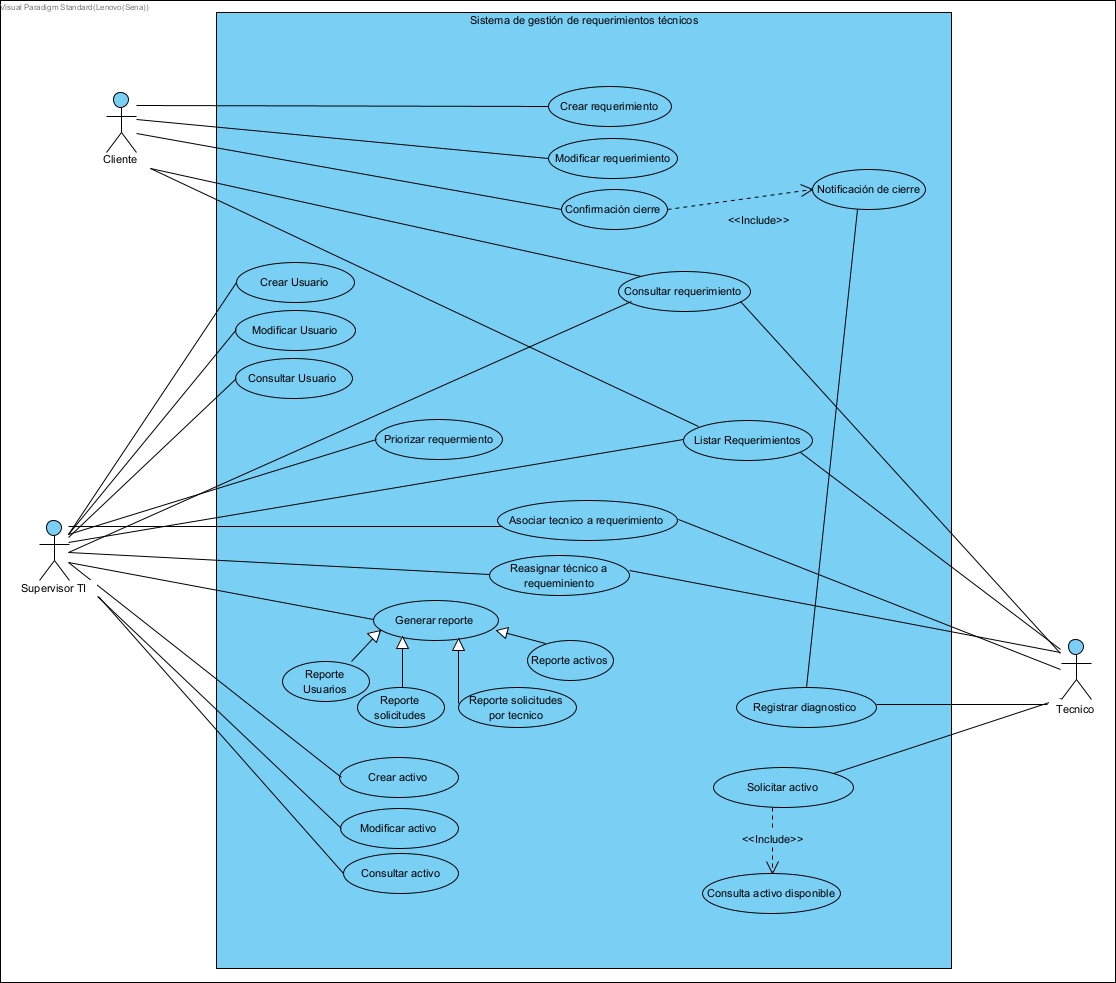 Visual Paradigm Standard(Lenovo(Sena))
Sistema de gestión de requerimientos técnicos
Crear requerimiento
Cliente
Modificar requerimiento
Notificación de cierre
Confirmación cierre
<<Include>>
Crear Usuario
Consultar requerimiento
Modificar Usuario
Consultar Usuario
Priorizar requermiento
Listar Requerimientos
Asociar tecnico a requerimiento
Reasignar técnico a
requeminiento
Supervisor TI
Generar reporte
Reporte activos
Reporte
Usuarios
Reporte
solicitudes
Reporte solicitudes
por tecnico
Registrar diagnostico
Tecnico
Crear activo
Solicitar activo
Modificar activo
<<Include>>
Consultar activo
Consulta activo disponible